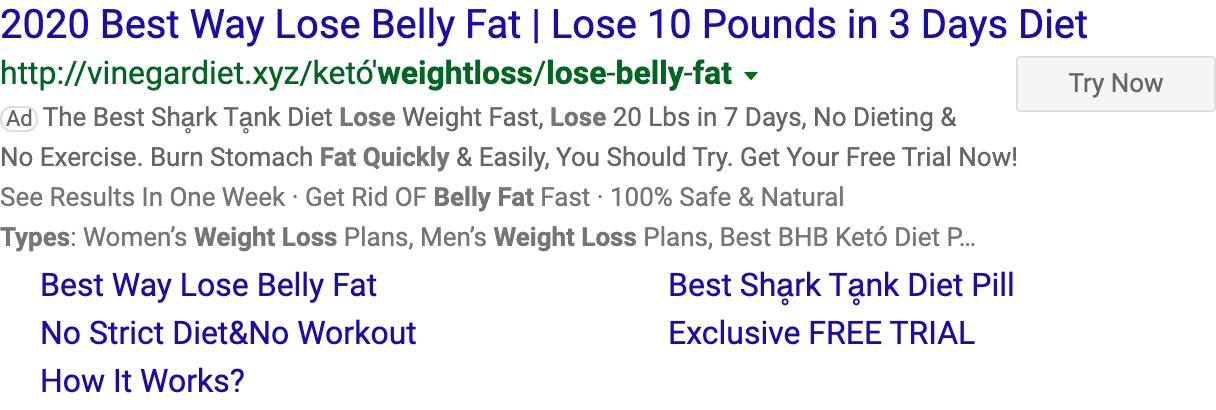 2020 Best Way Lose Belly Fat | Lose 10 Pounds in 3 Days Diet
http://vinegardiet.xyz/ketó'weightloss/lose-belly-fat
Try Now
Ad The Best Shḁrk Tḁnk Diet Lose Weight Fast, Lose 20 Lbs in 7 Days, No Dieting &
No Exercise. Burn Stomach Fat Quickly & Easily, You Should Try. Get Your Free Trial Now!
See Results In One Week · Get Rid OF Belly Fat Fast · 100% Safe & Natural
Types: Women’s Weight Loss Plans, Men’s Weight Loss Plans, Best BHB Ketó Diet P...
Best Way Lose Belly Fat
Best Shḁrk Tḁnk Diet Pill
No Strict Diet&No Workout
Exclusive FREE TRIAL
How It Works?